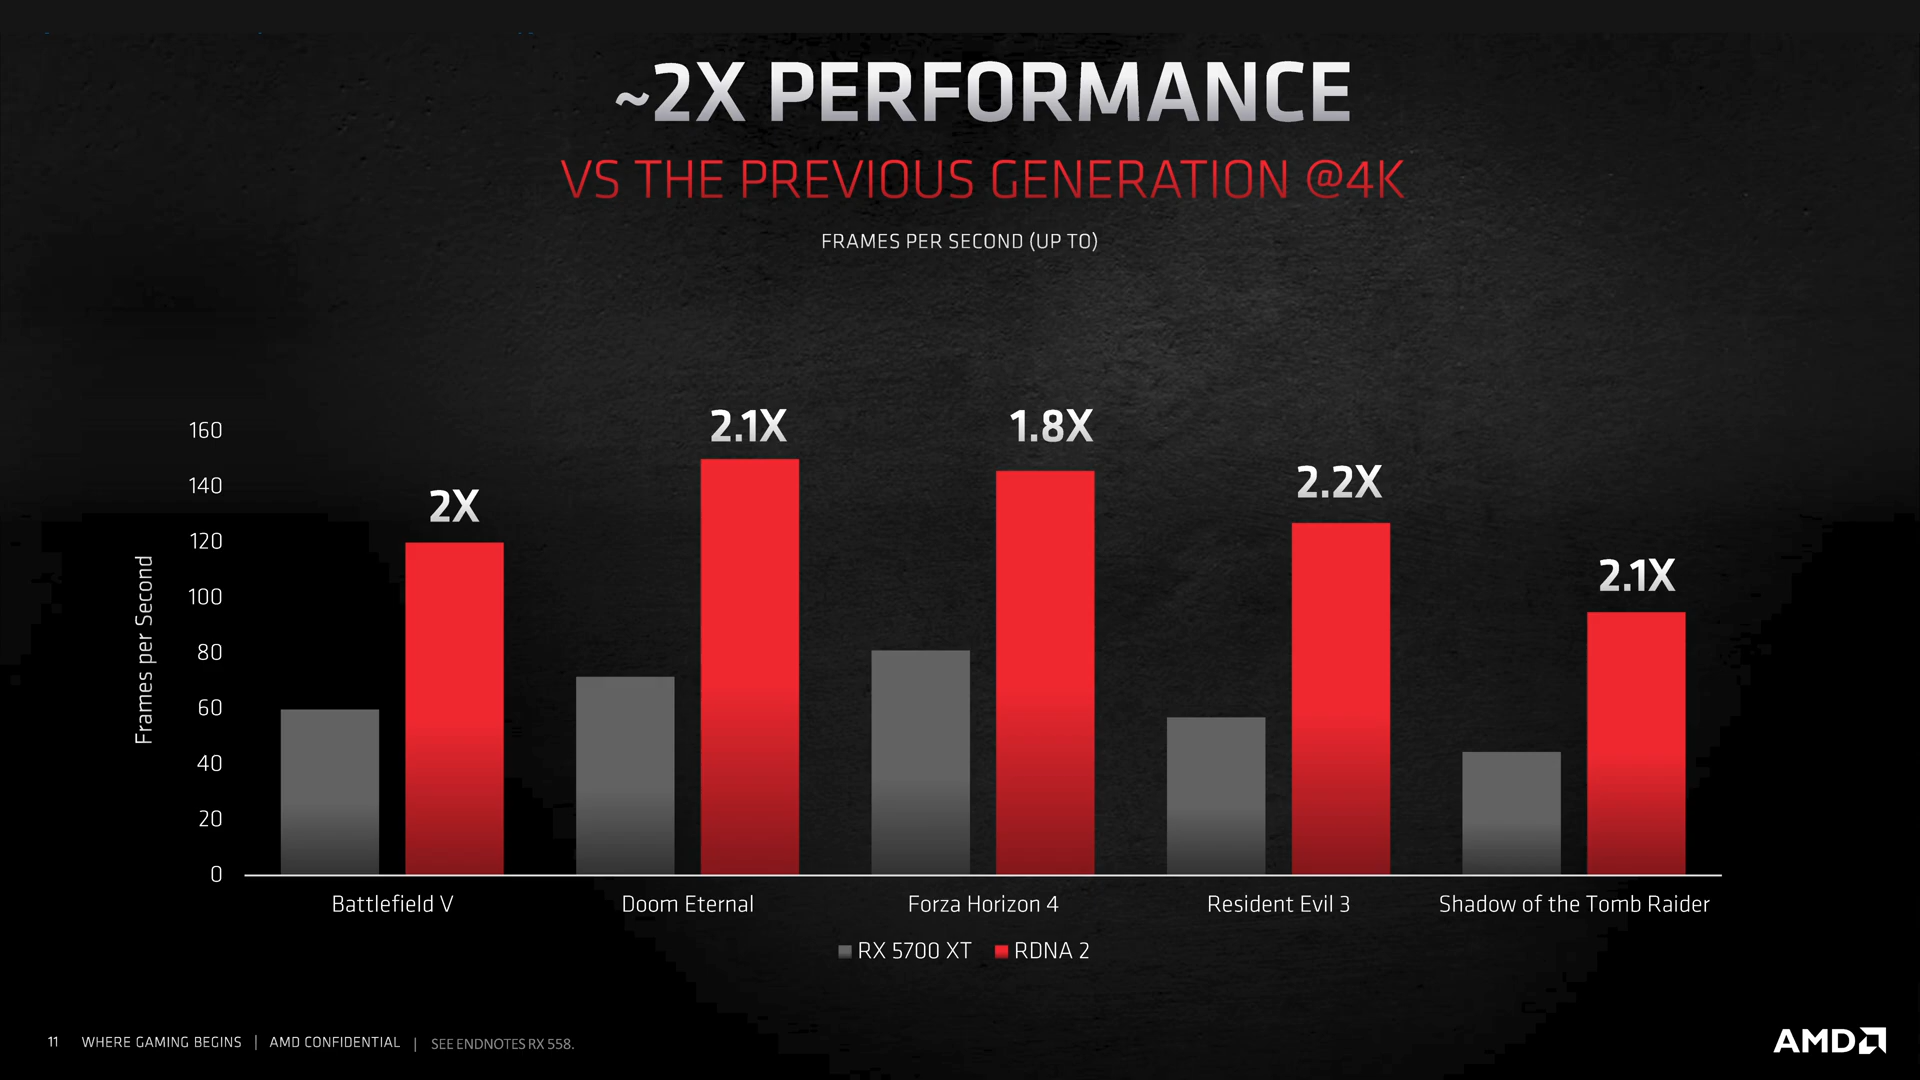 ~2X PERFORMANCE
VS THE PREVIOUS GENERATION @4K
FRAMES PER SECOND (UP TO)
160
140
120
100
80
60
40
20
0
Frames per Second
2X
2.1X
1.8X
2.2X
2.1X
Battlefield V
Doom Eternal
Forza Horizon 4
Resident Evil 3
Shadow of the Tomb Raider
RX 5700 XT RDNA 2
11 WHERE GAMING BEGINS | AMD CONFIDENTIAL | SEE ENDNOTES RX 558.
AMD